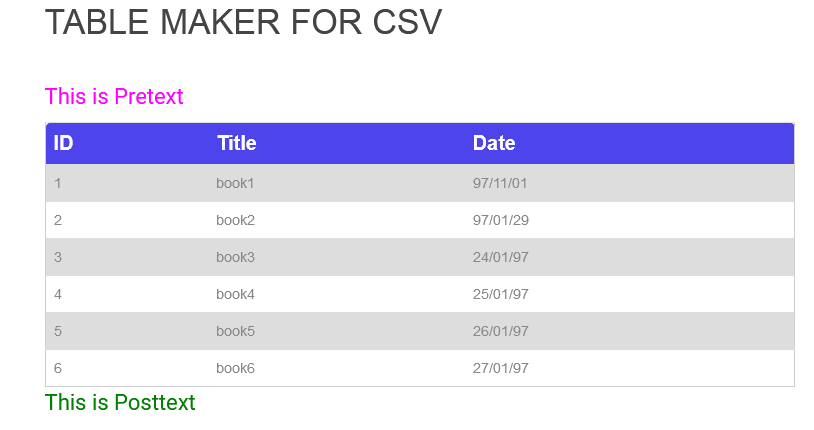 TABLE MAKER FOR CSV
This is Pretext
ID Title Date
1 book1 97/11/01
2 book2 97/01/29
3 book3 24/01/97
4 book4 25/01/97
5 book5 26/01/97
6 book6 27/01/97
This is Posttext